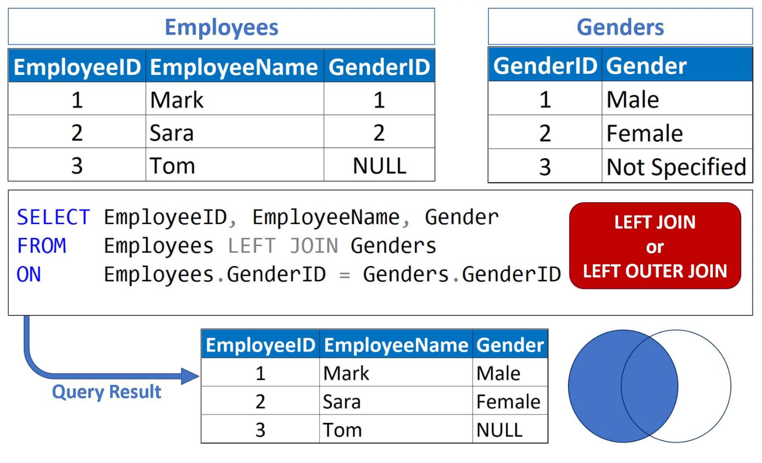 Employees
EmployeeID EmployeeName GenderID
1 Mark 1
2 Sara 2
3 Tom NULL
Genders
GenderID Gender
1 Male
2 Female
3 Not Specified
SELECT EmployeeID, EmployeeName, Gender
FROM Employees LEFT JOIN Genders
ON Employees.GenderID = Genders.GenderID
LEFT JOIN
or
LEFT OUTER JOIN
Query Result
EmployeeID EmployeeName Gender
1 Mark Male
2 Sara Female
3 Tom NULL